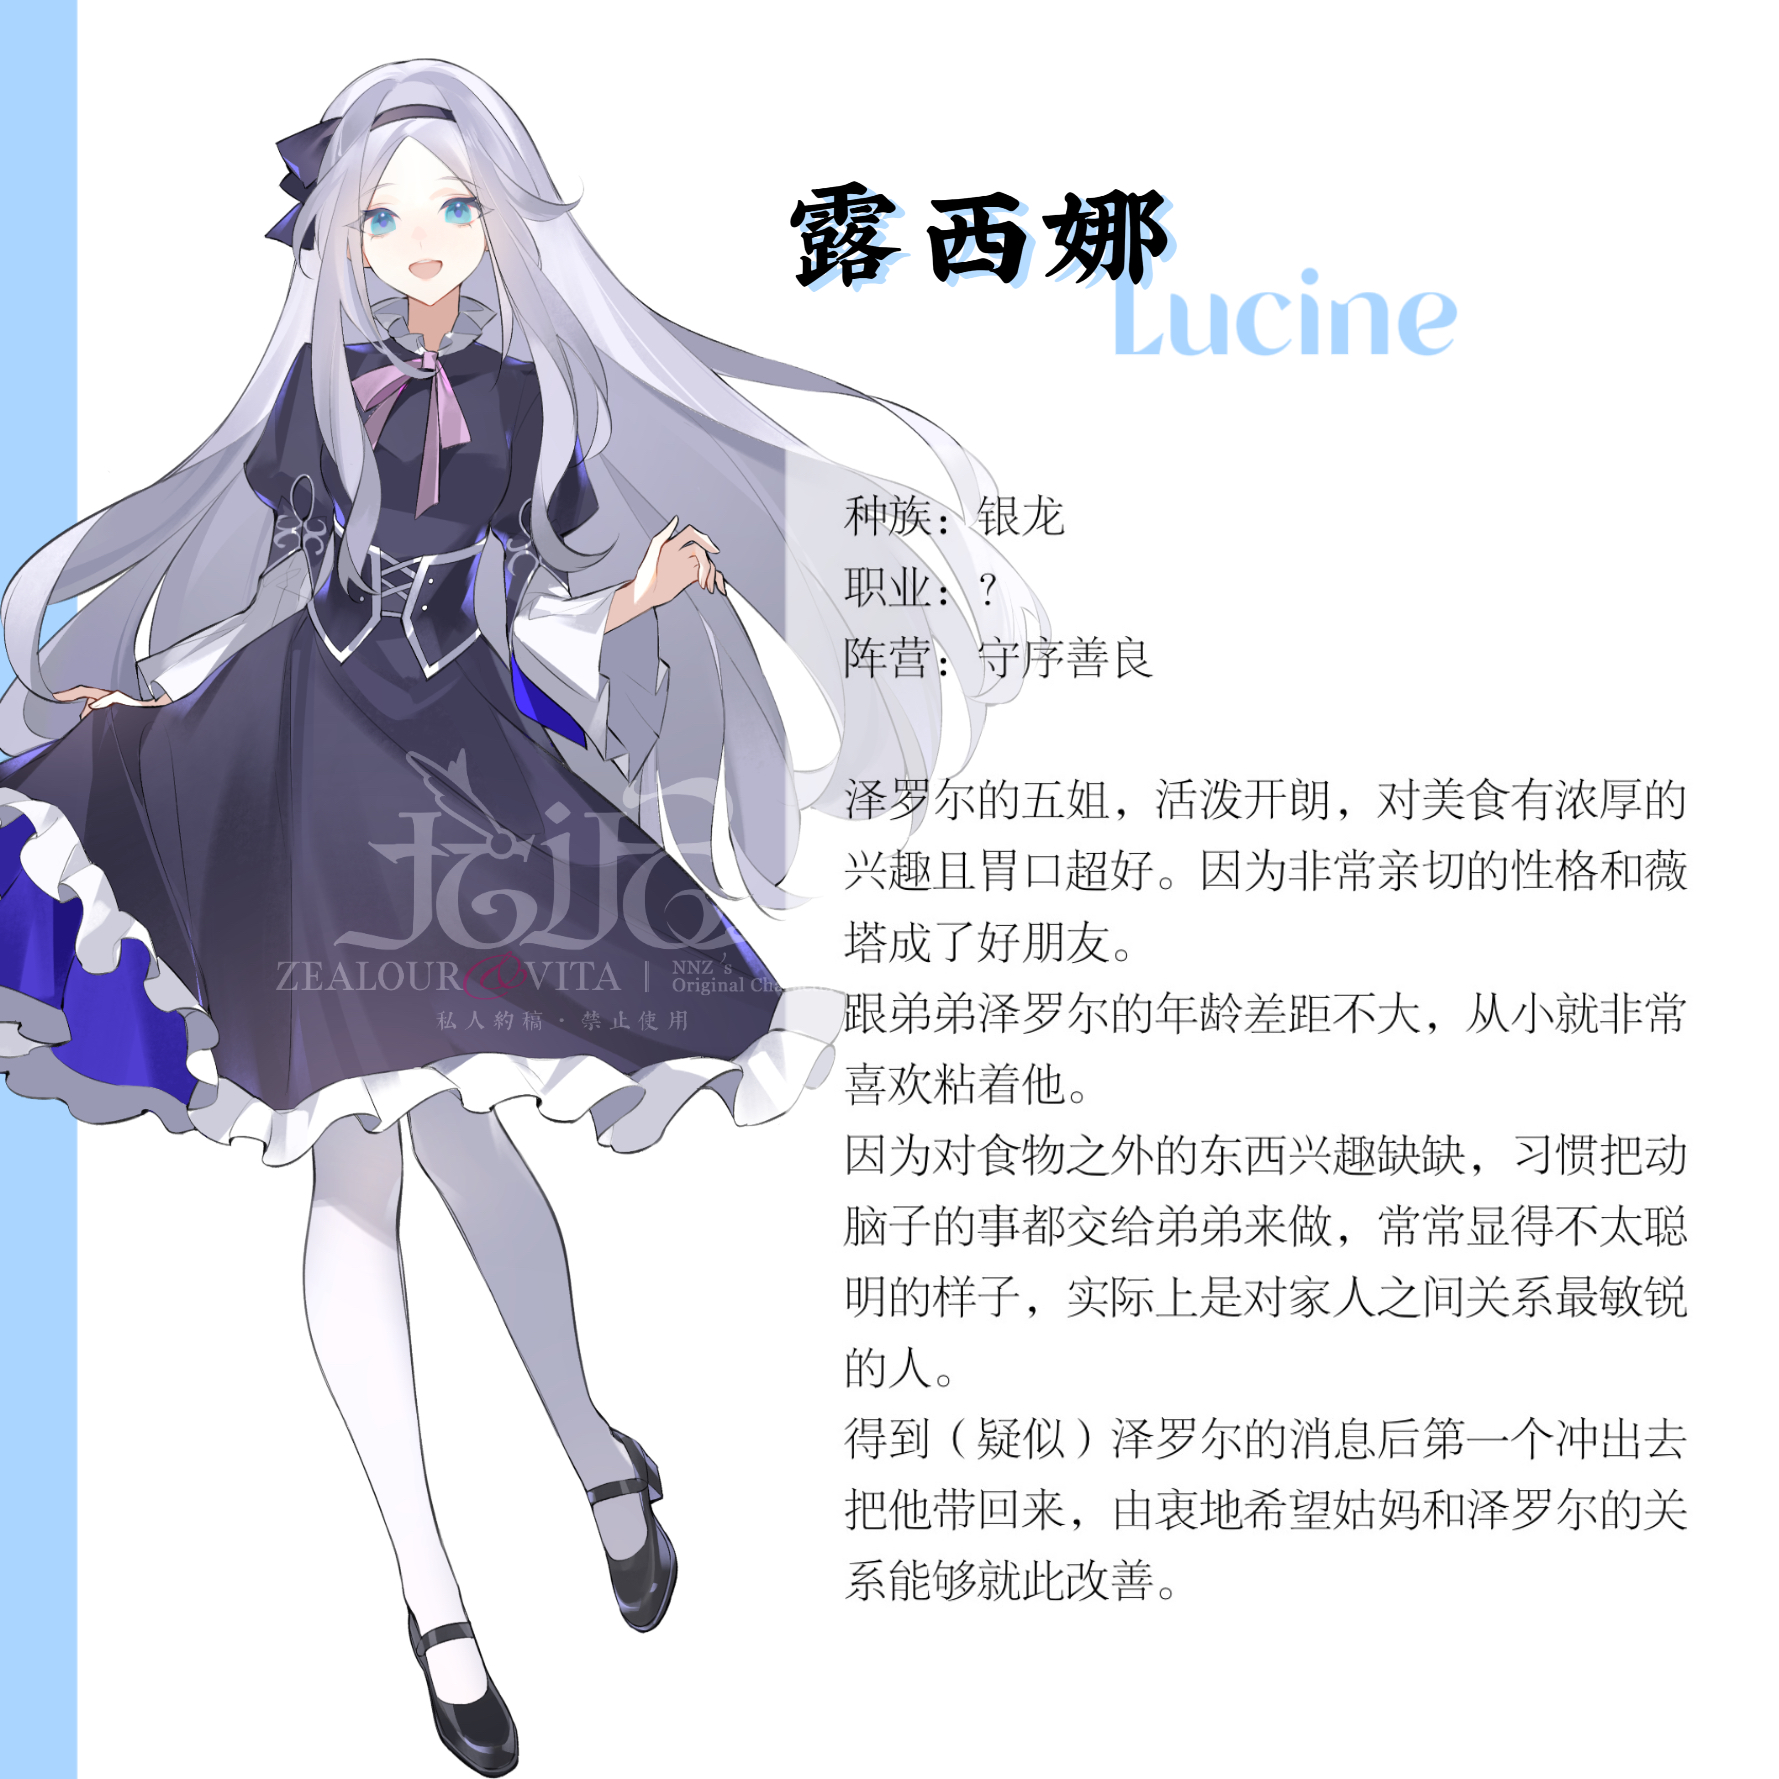 露西娜
Lucine
种族：银龙
职业：？
阵营：守序善良
泽罗尔的五姐，活泼开朗，对美食有浓厚的
兴趣且胃口超好。因为非常亲切的性格和薇
塔成了好朋友。
跟弟弟泽罗尔的年龄差距不大，从小就非常
喜欢粘着他。
因为对食物之外的东西兴趣缺缺，习惯把动
脑子的事都交给弟弟来做，常常显得不太聪
明的样子，实际上是对家人之间关系最敏锐
的人。
得到（疑似）泽罗尔的消息后第一个冲出去
把他带回来，由衷地希望姑妈和泽罗尔的关
系能够就此改善。
ZEALOUR VITA
NNZ's
Original
私人約稿·禁止使用